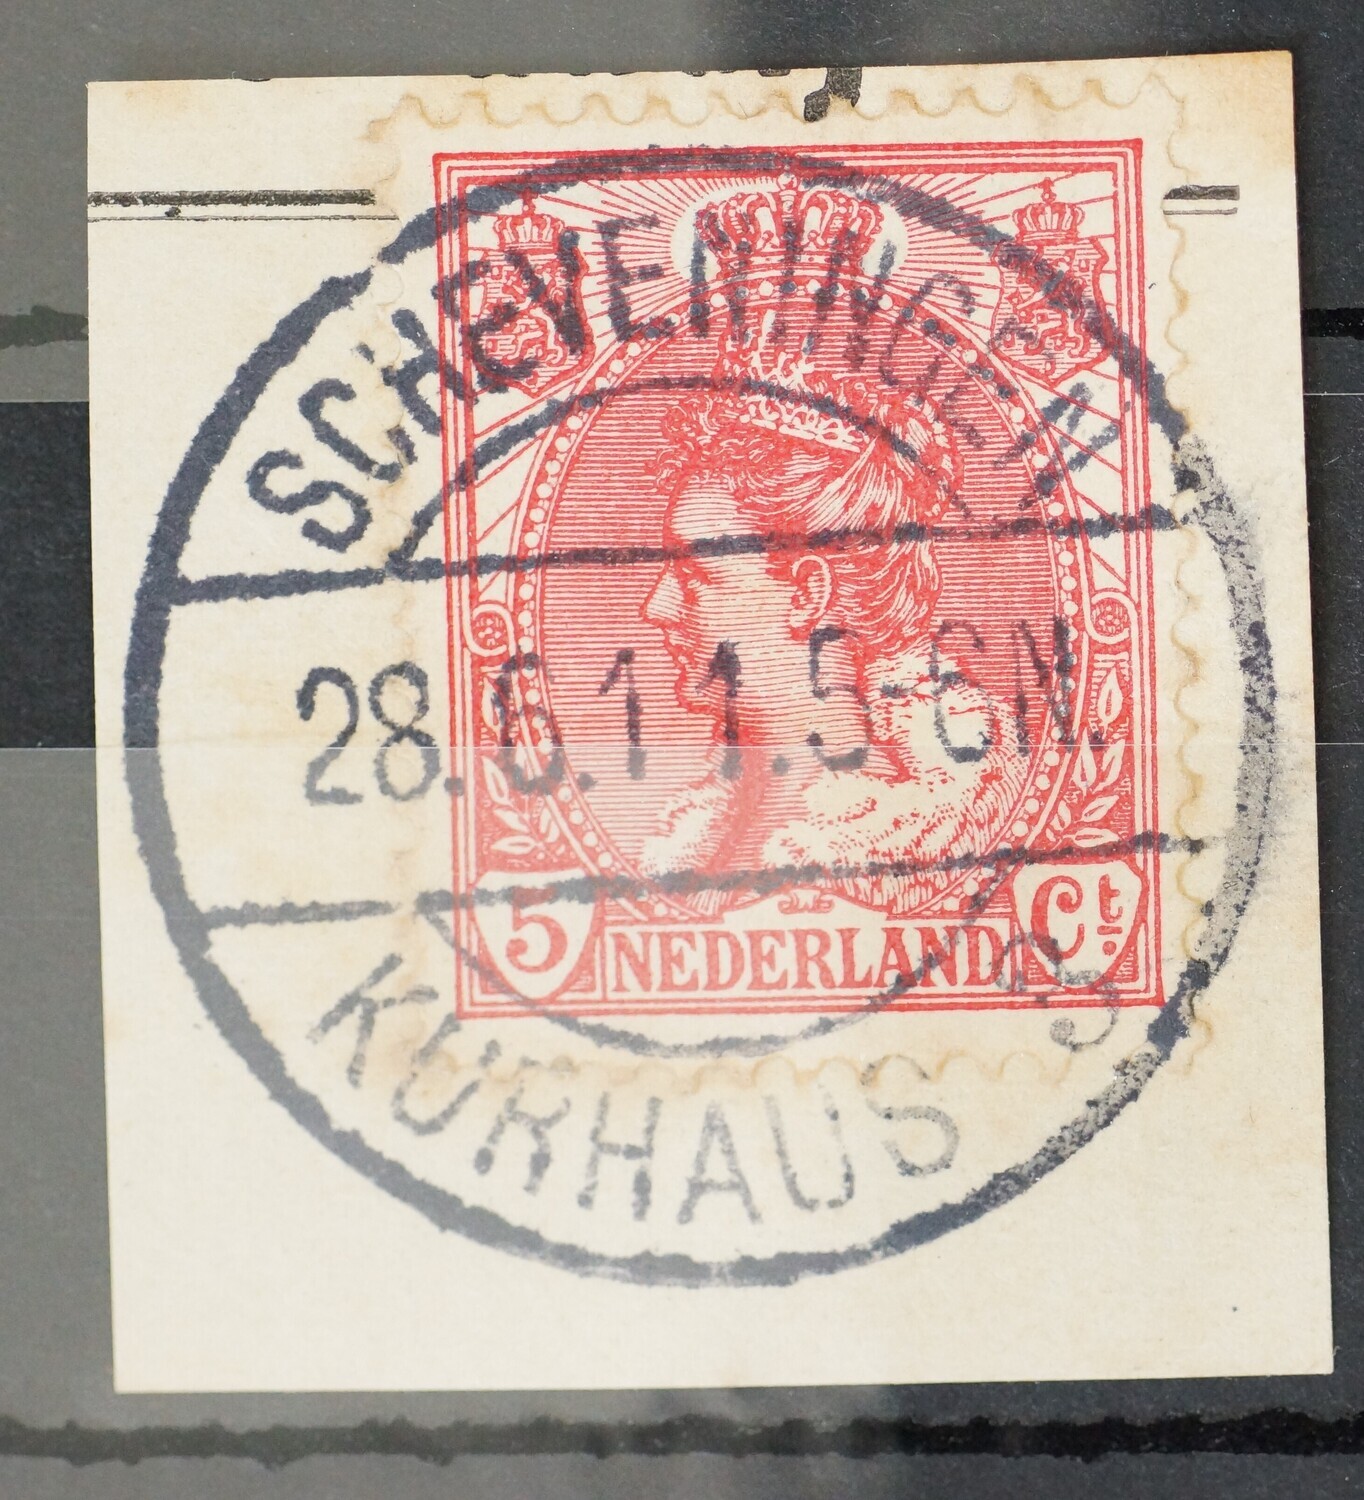 SCHEVENINGEN
28.6.11.5-6N.
5 NEDERLAND Ct.
KURHAUS